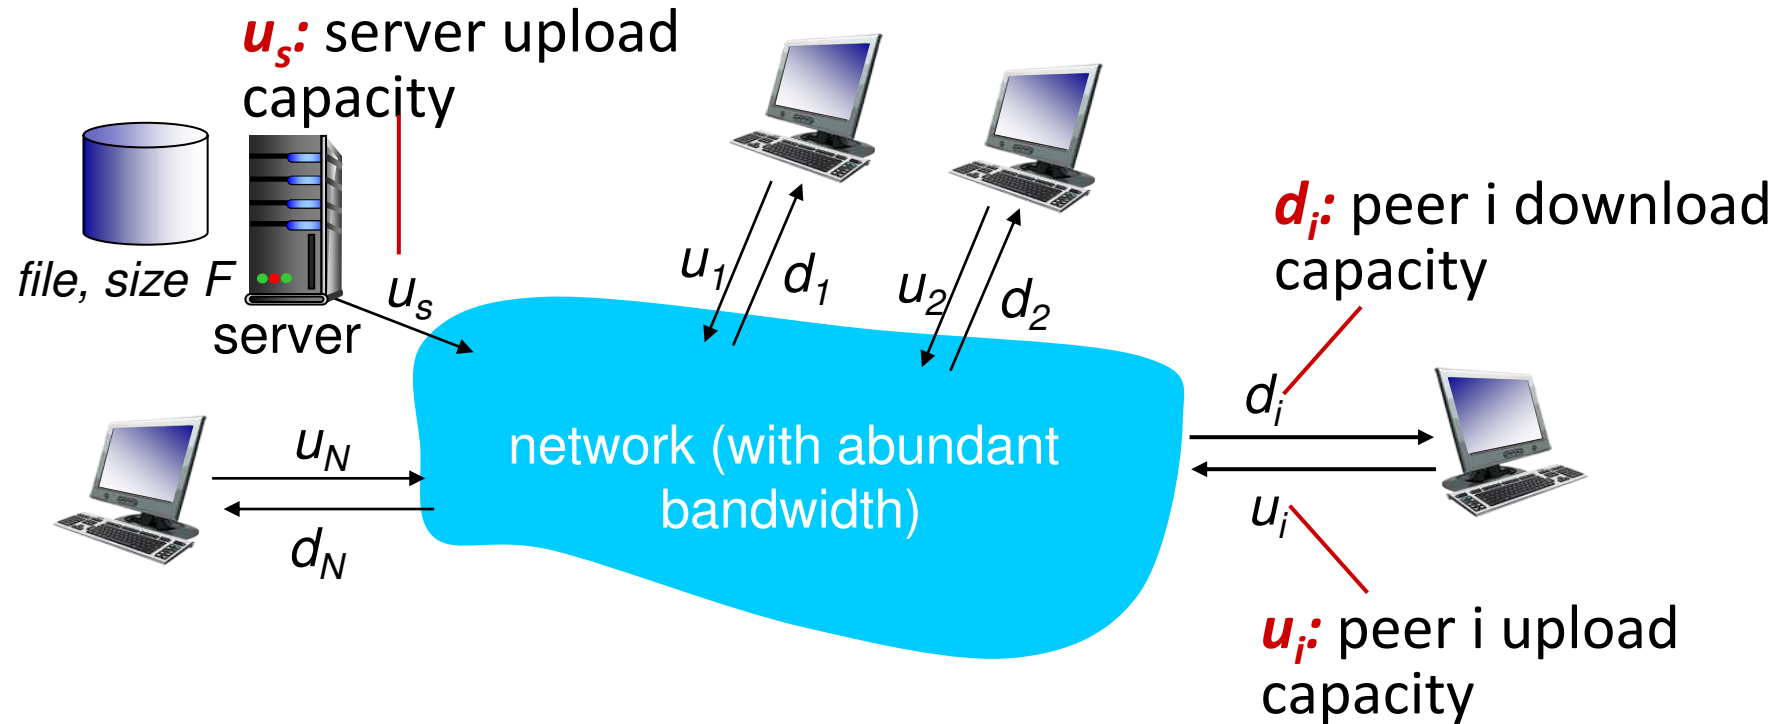 u_s: server upload
capacity
file, size F
server
u_s
u_1
d_1
u_2
d_2
d_i: peer i download
capacity
d_i
u_i
u_N
d_N
network (with abundant
bandwidth)
u_i: peer i upload
capacity